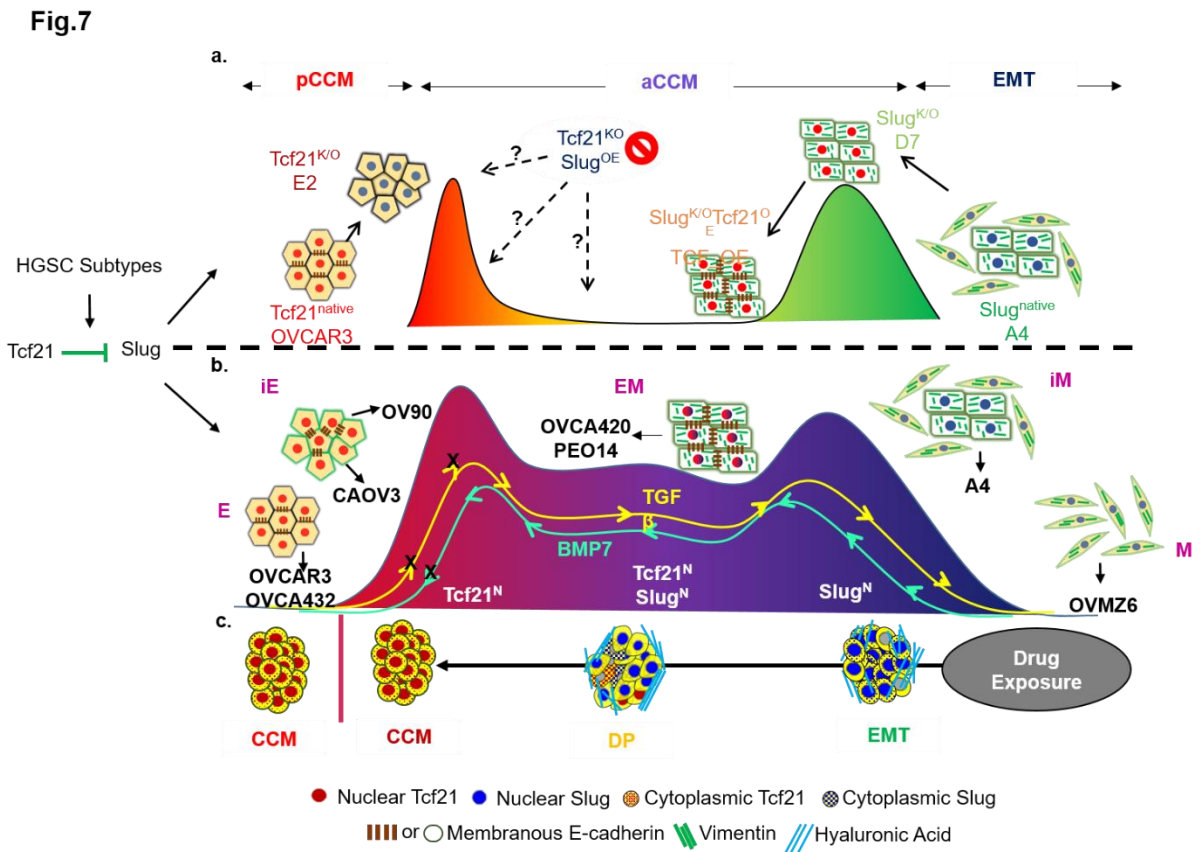 Fig.7
a.
pCCM
aCCM
EMT
Tcf21K/O
E2
Tcf21KO
SlugOE
?
?
?
SlugK/O
D7
SlugK/OTcf21O
E
TCF OE
HGSC Subtypes
Tcf21native
OVCAR3
Slugnative
A4
Tcf21
Slug
b.
iE
EM
iM
OV90
OVCA420
PEO14
CAOV3
A4
E
X
TGF
β
BMP7
M
X
X
OVCAR3
OVCA432
Tcf21N
Tcf21N
SlugN
SlugN
OVMZ6
c.
Drug
Exposure
CCM
CCM
DP
EMT
Nuclear Tcf21
Nuclear Slug
Cytoplasmic Tcf21
Cytoplasmic Slug
or
Membranous E-cadherin
Vimentin
Hyaluronic Acid